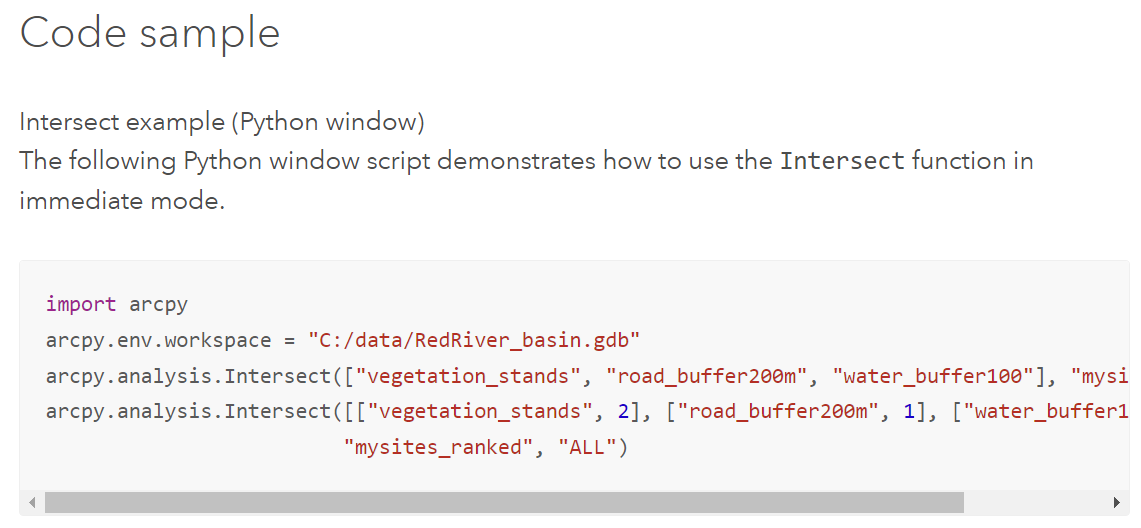 Code sample
Intersect example (Python window)
The following Python window script demonstrates how to use the Intersect function in
immediate mode.
import arcpy
arcpy.env.workspace = "C:/data/RedRiver_basin.gdb"
arcpy.analysis.Intersect(["vegetation_stands", "road_buffer200m", "water_buffer100"], "mysi
arcpy.analysis.Intersect([["vegetation_stands", 2], ["road_buffer200m", 1], ["water_buffer1
"mysites_ranked", "ALL")